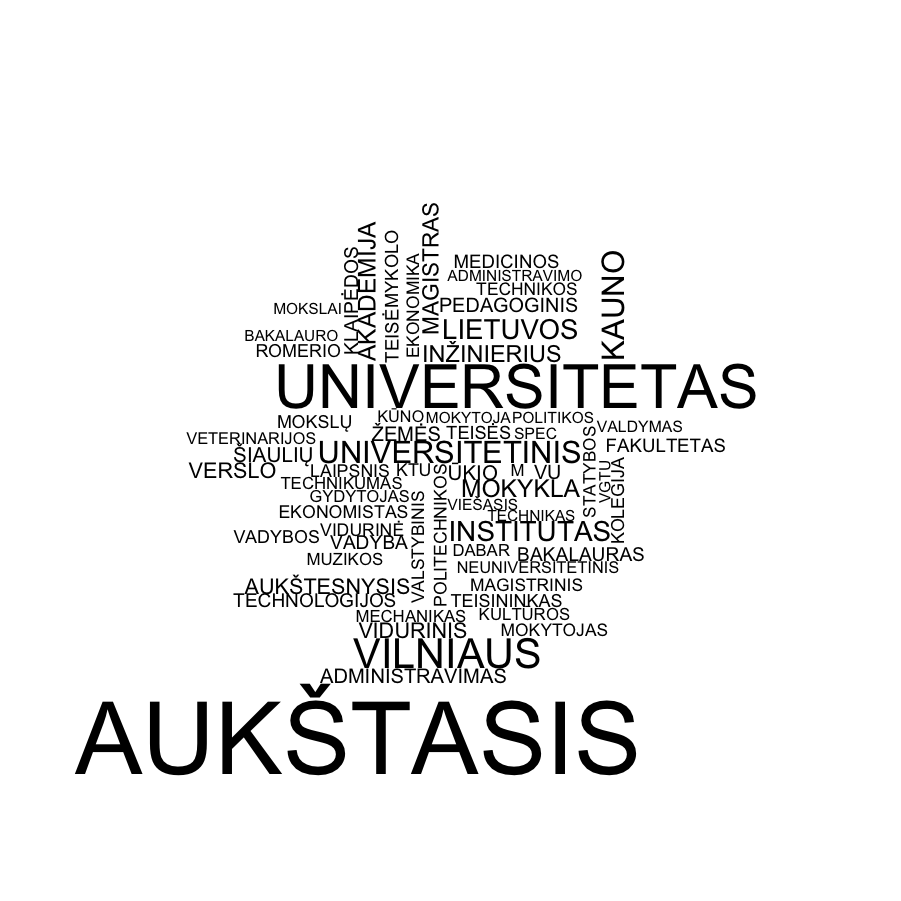 MAGISTRAS
AKADEMIJA
TEISĖMYKOLO
KLAIPĖDOS
EKONOMIKA
KAUNO
MEDICINOS
ADMINISTRAVIMO
TECHNIKOS
PEDAGOGINIS
MOKSLAI
LIETUVOS
BAKALAURO
ROMERIO
INŽINIERIUS
UNIVERSITETAS
KŪNO MOKYTOJA POLITIKOS
MOKSLŲ
VALDYMAS
ŽEMĖS TEISĖS SPEC
VETERINARIJOS
FAKULTETAS
ŠIAULIŲ UNIVERSITETINIS
STATYBOS
VGTU
KOLEGIJA
VERSLO LAIPSNIS KTU ŪKIO M VU
TECHNIKUMAS
MOKYKLA
GYDYTOJAS
VIEŠASIS
EKONOMISTAS
TECHNIKAS
VALSTYBINIS
POLITECHNIKOS
VIDURINĖ
INSTITUTAS
VADYBOS
VADYBA
DABAR
BAKALAURAS
MUZIKOS
NEUNIVERSITETINIS
AUKŠTESNYSIS
MAGISTRINIS
TECHNOLOGIJOS
TEISININKAS
MECHANIKAS
KULTŪROS
VIDURINIS
MOKYTOJAS
VILNIAUS
ADMINISTRAVIMAS
AUKŠTASIS